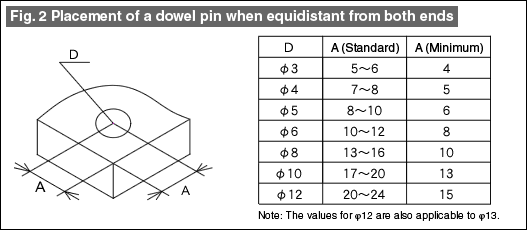 Fig. 2 Placement of a dowel pin when equidistant from both ends
D
A
A
D A (Standard) A (Minimum)
φ3 5～6 4
φ4 7～8 5
φ5 8～10 6
φ6 10～12 8
φ8 13～16 10
φ10 17～20 13
φ12 20～24 15
Note: The values for φ12 are also applicable to φ13.